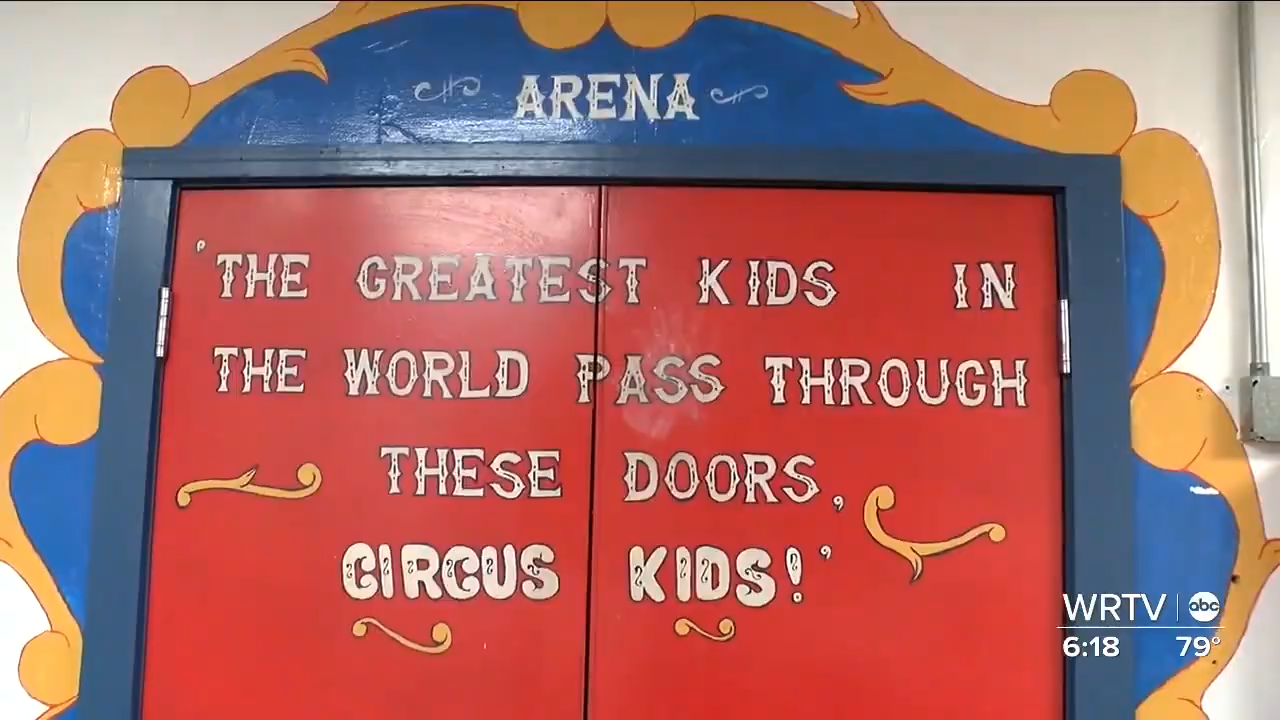 ARENA
'THE GREATEST KIDS IN
THE WORLD PASS THROUGH
THESE DOORS,
CIRCUS KIDS!'
WRTV abc
6:18 79°